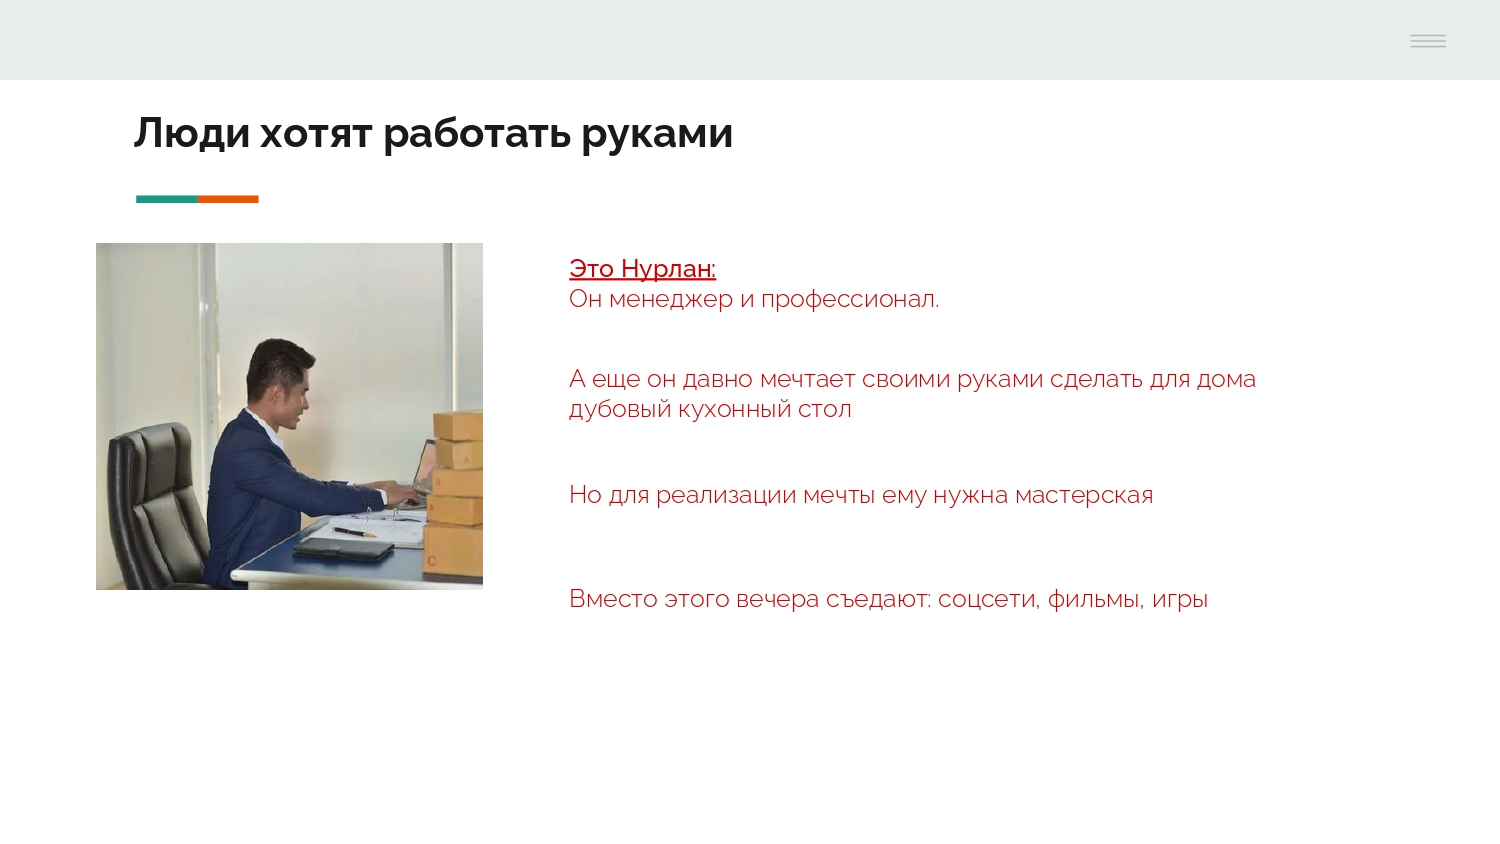 Люди хотят работать руками
Это Нурлан:
Он менеджер и профессионал.
А еще он давно мечтает своими руками сделать для дома
дубовый кухонный стол
Но для реализации мечты ему нужна мастерская
Вместо этого вечера съедают: соцсети, фильмы, игры